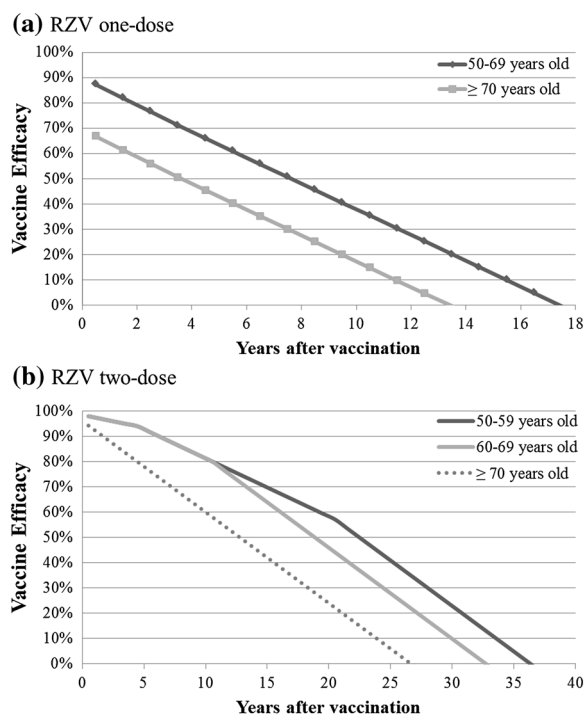 (a) RZV one-dose
100%
90%
80%
70%
60%
50%
40%
30%
20%
10%
0%
Vaccine Efficacy
50-69 years old
≥ 70 years old
0 2 4 6 8 10 12 14 16 18
Years after vaccination
(b) RZV two-dose
100%
90%
80%
70%
60%
50%
40%
30%
20%
10%
0%
Vaccine Efficacy
50-59 years old
60-69 years old
≥ 70 years old
0 5 10 15 20 25 30 35 40
Years after vaccination